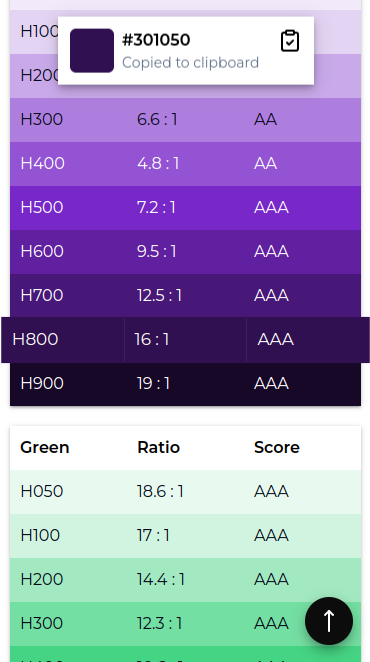 #301050
Copied to clipboard
H100
H200
H300 6.6 : 1 AA
H400 4.8 : 1 AA
H500 7.2 : 1 AAA
H600 9.5 : 1 AAA
H700 12.5 : 1 AAA
H800 16 : 1 AAA
H900 19 : 1 AAA
Green Ratio Score
H050 18.6 : 1 AAA
H100 17 : 1 AAA
H200 14.4 : 1 AAA
H300 12.3 : 1 AAA